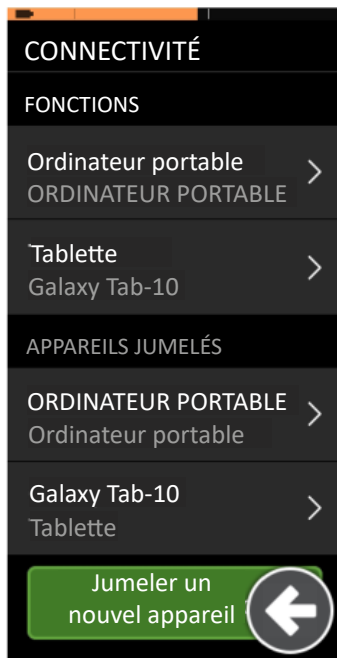 CONNECTIVITÉ
FONCTIONS
Ordinateur portable
ORDINATEUR PORTABLE
Tablette
Galaxy Tab-10
APPAREILS JUMELÉS
ORDINATEUR PORTABLE
Ordinateur portable
Galaxy Tab-10
Tablette
Jumeler un
nouvel appareil